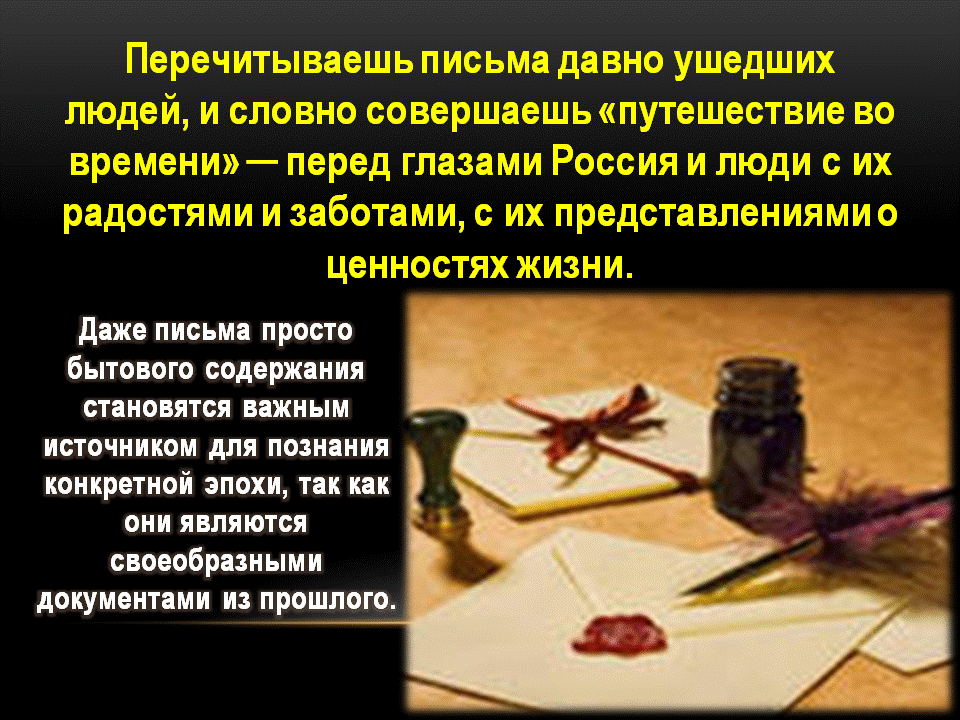 Перечитываешь письма давно ушедших
людей, и словно совершаешь «путешествие во
времени» — перед глазами Россия и люди с их
радостями и заботами, с их представлениями о
ценностях жизни.
Даже письма просто
бытового содержания
становятся важным
источником для познания
конкретной эпохи, так как
они являются
своеобразными
документами из прошлого.